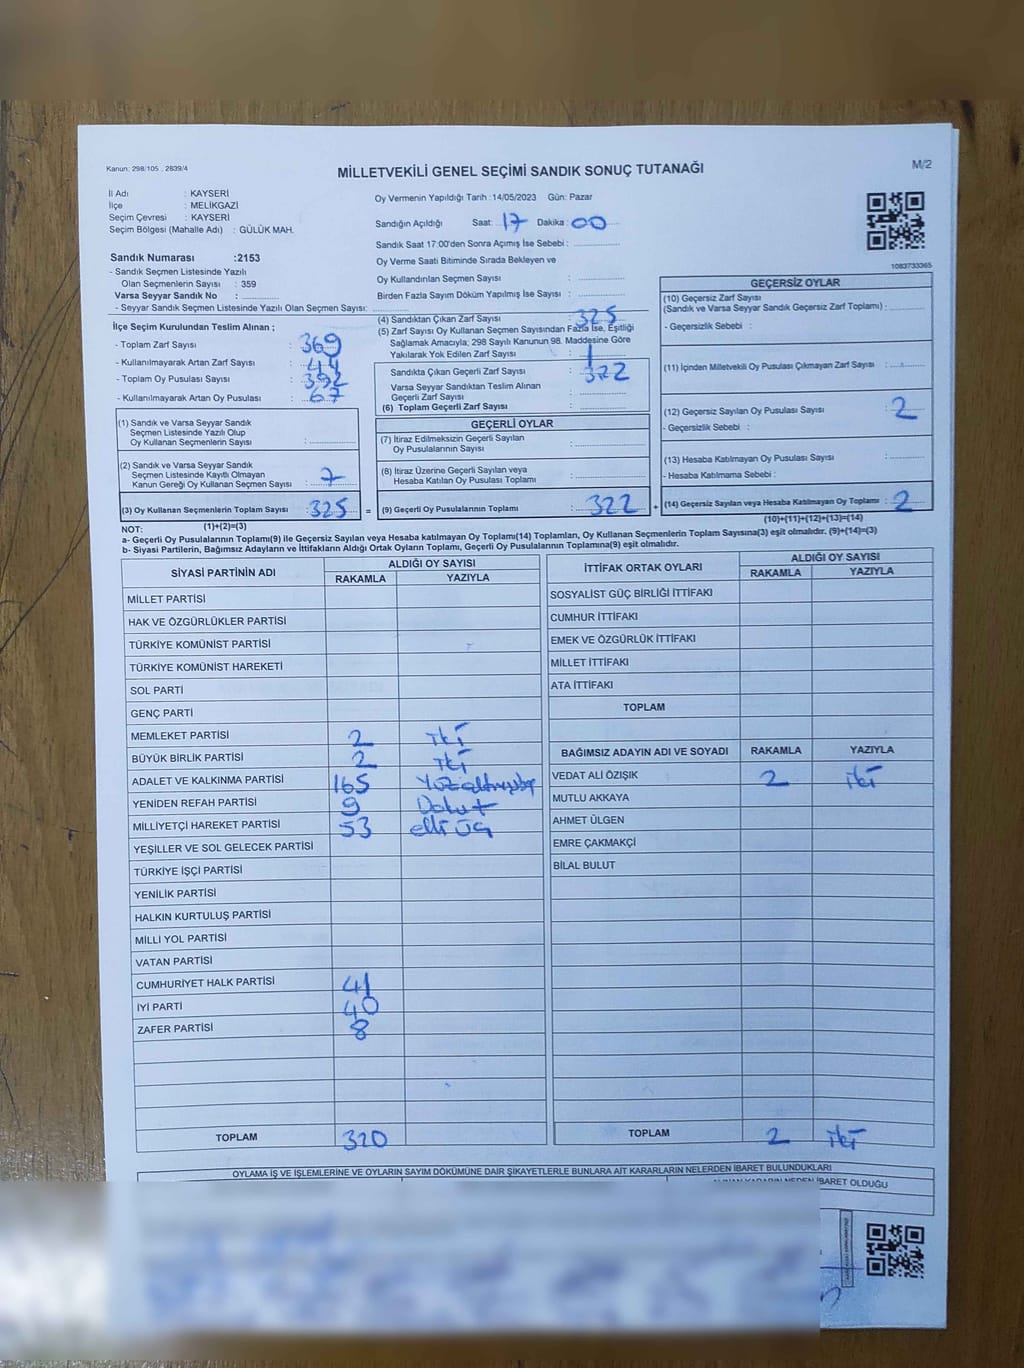 Kanun: 298/105 , 2839/4
MİLLETVEKİLİ GENEL SEÇİMİ SANDIK SONUÇ TUTANAĞI
M/2
İl Adı : KAYSERİ
İlçe : MELİKGAZİ
Seçim Çevresi : KAYSERİ
Seçim Bölgesi (Mahalle Adı) : GÜLÜK MAH.
Sandık Numarası :2153
- Sandık Seçmen Listesinde Yazılı
Olan Seçmenlerin Sayısı : 359
Varsa Seyyar Sandık No :
- Seyyar Sandık Seçmen Listesinde Yazılı Olan Seçmen Sayısı:
Oy Vermenin Yapıldığı Tarih : 14/05/2023 Gün: Pazar
Sandığın Açıldığı Saat: 17 Dakika : 00
Sandık Saat 17:00'den Sonra Açımış İse Sebebi :
Oy Verme Saati Bitiminde Sırada Bekleyen ve
Oy Kullandırılan Seçmen Sayısı :
Birden Fazla Sayım Döküm Yapılmış İse Sayısı :
1083733365
İlçe Seçim Kurulundan Teslim Alınan ;
- Toplam Zarf Sayısı : 369
- Kullanılmayarak Artan Zarf Sayısı : 44
- Toplam Oy Pusulası Sayısı : 392
- Kullanılmayarak Artan Oy Pusulası : 67
(4) Sandıktan Çıkan Zarf Sayısı : 325
(5) Zarf Sayısı Oy Kullanan Seçmen Sayısından Fazla İse, Eşitliği
Sağlamak Amacıyla; 298 Sayılı Kanunun 98. Maddesine Göre
Yakılarak Yok Edilen Zarf Sayısı : 1
Sandıkta Çıkan Geçerli Zarf Sayısı : 322
Varsa Seyyar Sandıktan Teslim Alınan
Geçerli Zarf Sayısı :
(6) Toplam Geçerli Zarf Sayısı :
GEÇERSİZ OYLAR
(10) Geçersiz Zarf Sayısı
(Sandık ve Varsa Seyyar Sandık Geçersiz Zarf Toplamı) :
- Geçersizlik Sebebi :
(11) İçinden Milletvekili Oy Pusulası Çıkmayan Zarf Sayısı :
(12) Geçersiz Sayılan Oy Pusulası Sayısı : 2
- Geçersizlik Sebebi :
(13) Hesaba Katılmayan Oy Pusulası Sayısı :
- Hesaba Katılmama Sebebi :
(14) Geçersiz Sayılan veya Hesaba Katılmayan Oy Toplamı : 2
(10)+(11)+(12)+(13)=(14)
(1) Sandık ve Varsa Seyyar Sandık
Seçmen Listesinde Yazılı Olup
Oy Kullanan Seçmenlerin Sayısı :
(2) Sandık ve Varsa Seyyar Sandık
Seçmen Listesinde Kayıtlı Olmayan
Kanun Gereği Oy Kullanan Seçmen Sayısı : 7
(3) Oy Kullanan Seçmenlerin Toplam Sayısı :325 =
(1)+(2)=(3)
GEÇERLİ OYLAR
(7) İtiraz Edilmeksizin Geçerli Sayılan
Oy Pusulalarının Sayısı :
(8) İtiraz Üzerine Geçerli Sayılan veya
Hesaba Katılan Oy Pusulası Toplamı :
(9) Geçerli Oy Pusulalarının Toplamı : 322 +
NOT:
a- Geçerli Oy Pusulalarının Toplamı(9) ile Geçersiz Sayılan veya Hesaba katılmayan Oy Toplamı(14) Toplamları, Oy Kullanan Seçmenlerin Toplam Sayısına(3) eşit olmalıdır. (9)+(14)=(3)
b- Siyasi Partilerin, Bağımsız Adayların ve İttifakların Aldığı Ortak Oyların Toplamı, Geçerli Oy Pusulalarının Toplamına(9) eşit olmalıdır.
SİYASİ PARTİNİN ADI ALDIĞI OY SAYISI
RAKAMLA YAZIYLA
MİLLET PARTİSİ
HAK VE ÖZGÜRLÜKLER PARTİSİ
TÜRKİYE KOMÜNİST PARTİSİ
TÜRKİYE KOMÜNİST HAREKETİ
SOL PARTİ
GENÇ PARTİ
MEMLEKET PARTİSİ 2 İki
BÜYÜK BİRLİK PARTİSİ 2 İki
ADALET VE KALKINMA PARTİSİ 165 Yüzaltmışbeş
YENİDEN REFAH PARTİSİ 9 Dokuz
MİLLİYETÇİ HAREKET PARTİSİ 53 elli üç
YEŞİLLER VE SOL GELECEK PARTİSİ
TÜRKİYE İŞÇİ PARTİSİ
YENİLİK PARTİSİ
HALKIN KURTULUŞ PARTİSİ
MİLLİ YOL PARTİSİ
VATAN PARTİSİ
CUMHURİYET HALK PARTİSİ 41
İYİ PARTİ 40
ZAFER PARTİSİ 8
TOPLAM 320
İTTİFAK ORTAK OYLARI ALDIĞI OY SAYISI
RAKAMLA YAZIYLA
SOSYALİST GÜÇ BİRLİĞİ İTTİFAKI
CUMHUR İTTİFAKI
EMEK VE ÖZGÜRLÜK İTTİFAKI
MİLLET İTTİFAKI
ATA İTTİFAKI
TOPLAM
BAĞIMSIZ ADAYIN ADI VE SOYADI RAKAMLA YAZIYLA
VEDAT ALİ ÖZIŞIK 2 iki
MUTLU AKKAYA
AHMET ÜLGEN
EMRE ÇAKMAKÇİ
BİLAL BULUT
TOPLAM 2 iki
OYLAMA İŞ VE İŞLEMLERİNE VE OYLARIN SAYIM DÖKÜMÜNE DAİR ŞİKAYETLERLE BUNLARA AİT KARARLARIN NELERDEN İBARET BULUNDUKLARI
NEDEN İBARET OLDUĞU